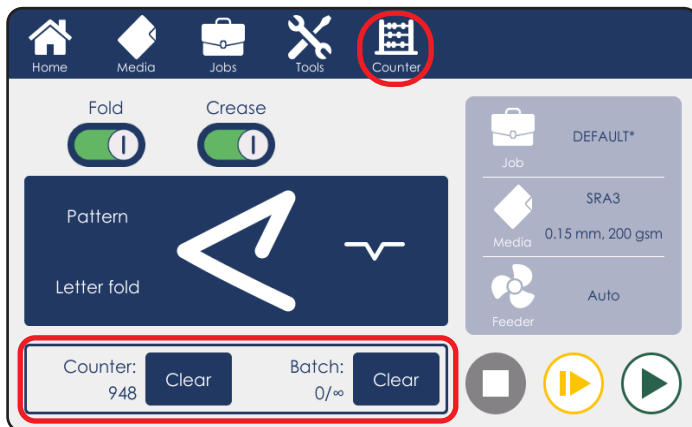 Home Media Jobs Tools Counter
Fold Crease
Pattern
Letter fold
Counter:
948
Clear
Batch:
0/∞
Clear
Job
DEFAULT*
Media
SRA3
0.15 mm, 200 gsm
Feeder
Auto